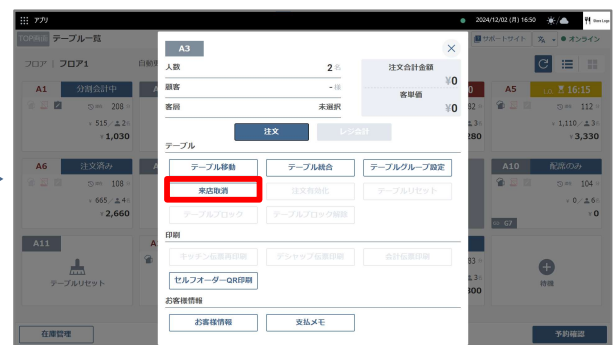 アプリ
2024/12/02 (月) 16:50
Store Logo
TOP画面 テーブル一覧
サポートサイト
オンライン
フロア フロア1
自動更
A1 分割会計中
208
¥ 515 / 2
¥ 1,030
A6 注文済み
108
¥ 665 / 4
¥ 2,660
A11
テーブルリセット
A3
人数 2 名
顧客 - 様
客層 未選択
注文合計金額
¥0
客単価
¥0
注文
レジ会計
テーブル
テーブル移動
テーブル統合
テーブルグループ設定
来店取消
注文有効化
テーブルリセット
テーブルブロック
テーブルブロック解除
印刷
キッチン伝票再印刷
デシャップ伝票印刷
会計伝票印刷
セルフオーダーQR印刷
お客様情報
お客様情報
支払メモ
A5 L.O. 16:15
112
¥ 1,110 / 3
¥ 3,330
A10 配席のみ
104
¥ 0 / 6
¥ 0
G7
待機
在庫管理
予約確認